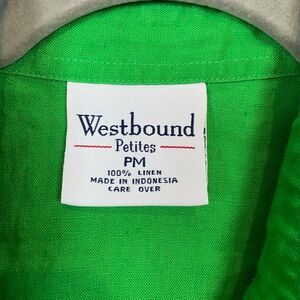 Westbound
Petites
PM
100% LINEN
MADE IN INDONESIA
CARE OVER